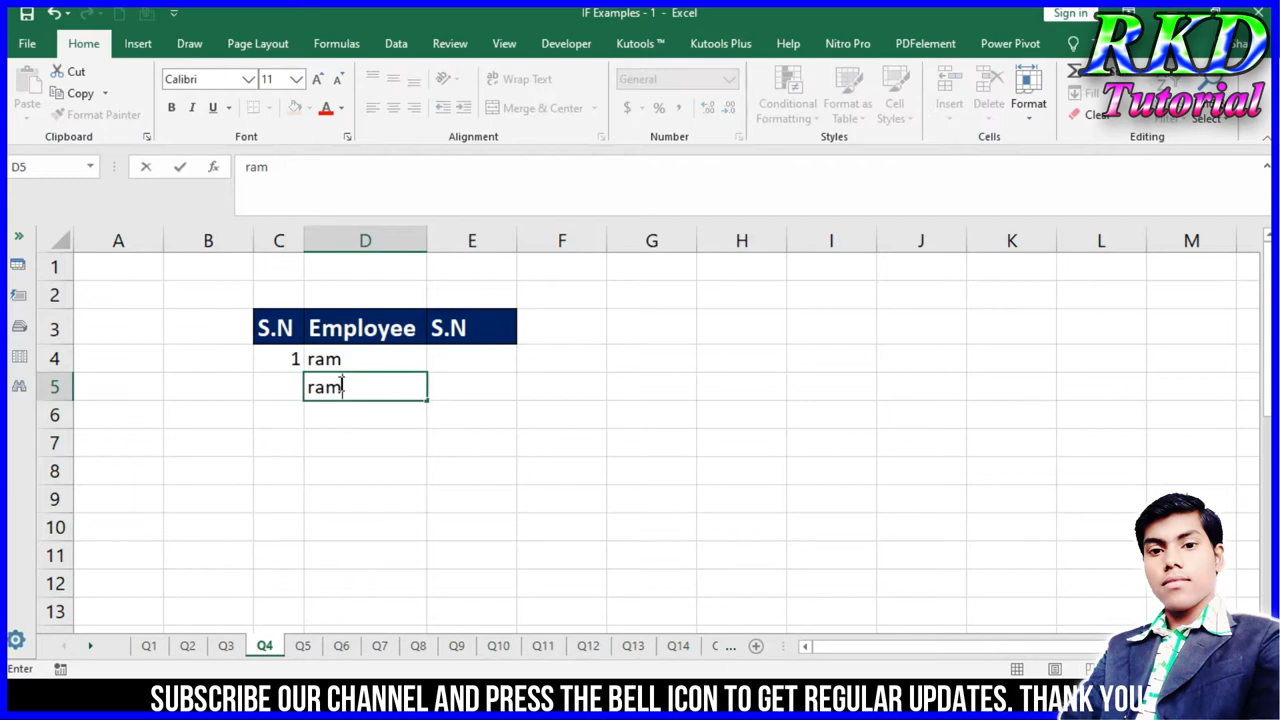 IF Examples - 1 - Excel
Sign in
File Home Insert Draw Page Layout Formulas Data Review View Developer Kutools ™ Kutools Plus Help Nitro Pro PDFelement Power Pivot
RKD
Tutorial
Paste
Cut
Copy
Format Painter
Clipboard
Calibri 11
B I U
Font
Wrap Text
Merge & Center
Alignment
General
$ %
Number
Conditional Formatting
Format as Table
Cell Styles
Styles
Insert Delete Format
Cells
Fill
Clear
Select
Editing
D5 fx ram
A B C D E F G H I J K L M
1
2
3 S.N Employee S.N
4 1 ram
5 ram
6
7
8
9
10
11
12
13
Q1 Q2 Q3 Q4 Q5 Q6 Q7 Q8 Q9 Q10 Q11 Q12 Q13 Q14 ...
Enter
SUBSCRIBE OUR CHANNEL AND PRESS THE BELL ICON TO GET REGULAR UPDATES. THANK YOU